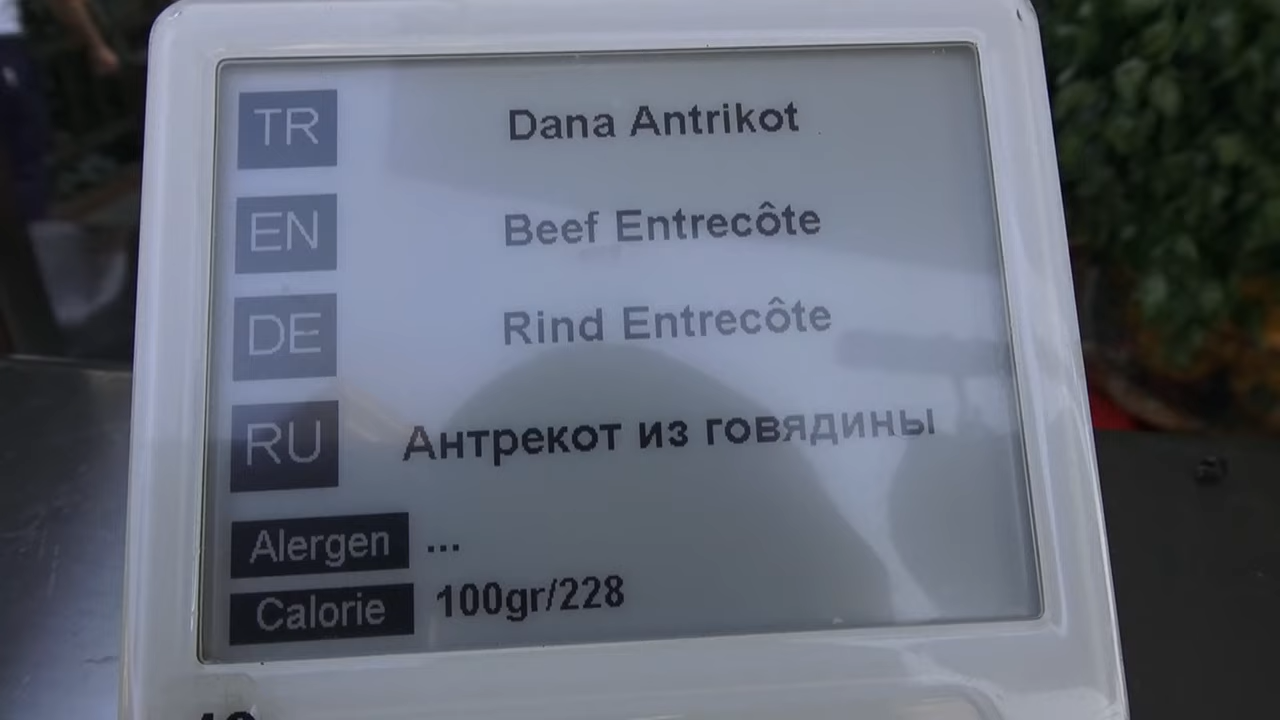 TR Dana Antrikot
EN Beef Entrecôte
DE Rind Entrecôte
RU Антрекот из говядины
Alergen ...
Calorie 100gr/228